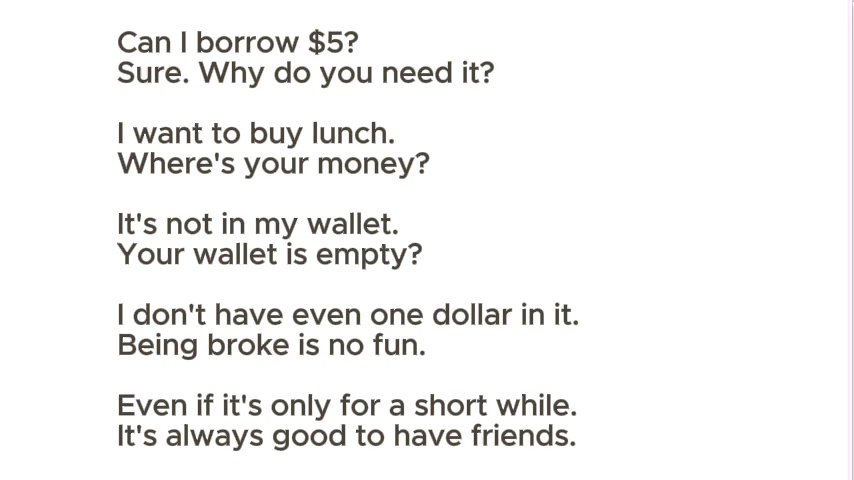 Can I borrow $5?
Sure. Why do you need it?
I want to buy lunch.
Where's your money?
It's not in my wallet.
Your wallet is empty?
I don't have even one dollar in it.
Being broke is no fun.
Even if it's only for a short while.
It's always good to have friends.